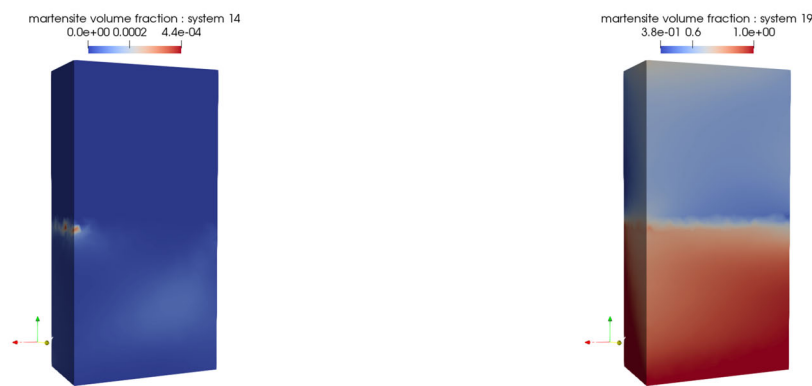 martensite volume fraction : system 14
0.0e+00 0.0002 4.4e-04
martensite volume fraction : system 19
3.8e-01 0.6 1.0e+00